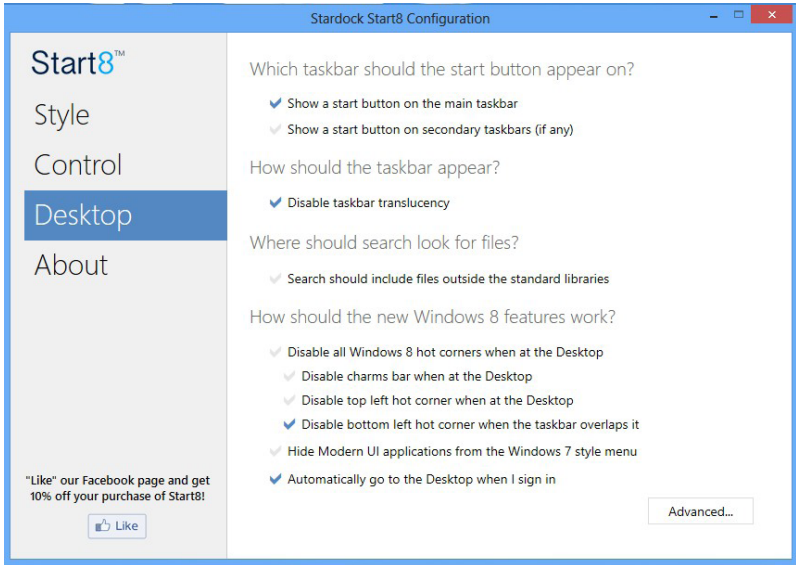 Stardock Start8 Configuration
Start8™
Style
Control
Desktop
About
"Like" our Facebook page and get
10% off your purchase of Start8!
Like
Which taskbar should the start button appear on?
Show a start button on the main taskbar
Show a start button on secondary taskbars (if any)
How should the taskbar appear?
Disable taskbar translucency
Where should search look for files?
Search should include files outside the standard libraries
How should the new Windows 8 features work?
Disable all Windows 8 hot corners when at the Desktop
Disable charms bar when at the Desktop
Disable top left hot corner when at the Desktop
Disable bottom left hot corner when the taskbar overlaps it
Hide Modern UI applications from the Windows 7 style menu
Automatically go to the Desktop when I sign in
Advanced...